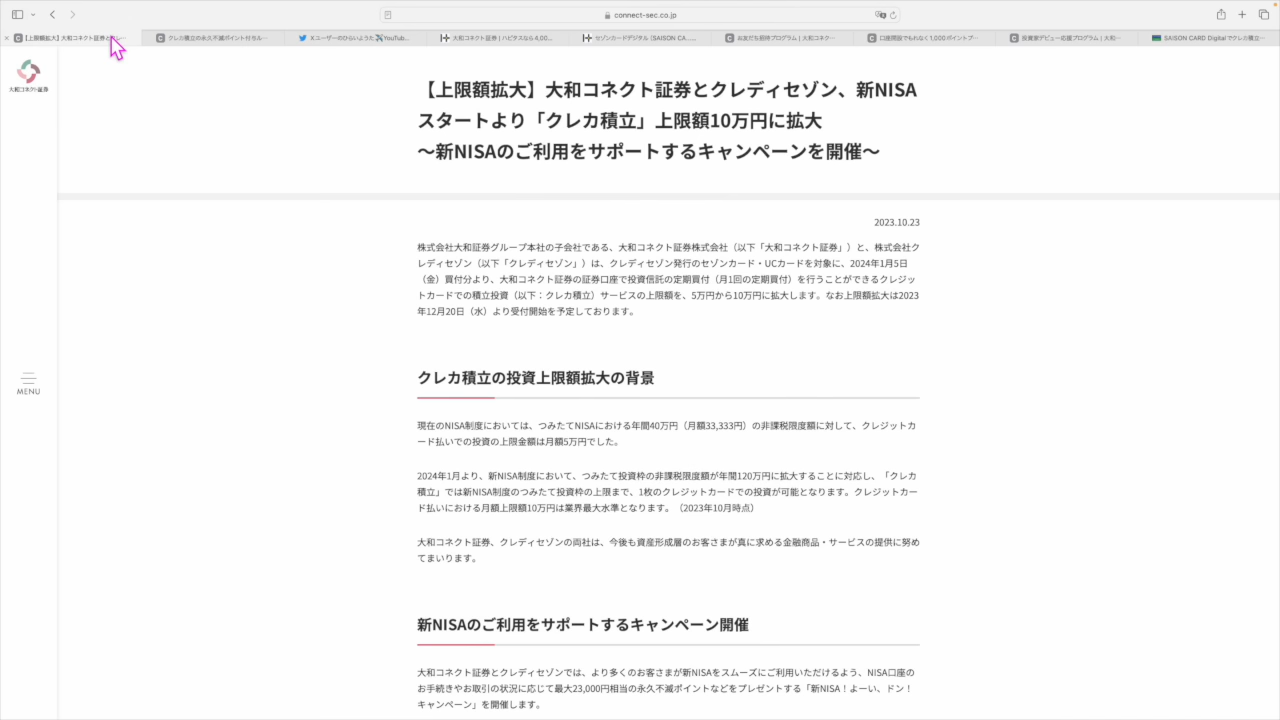 connect-sec.co.jp
【上限額拡大】大和コネクト証券と
クレカ積立の永久不滅ポイント付与ル…
Xユーザーのひらいようた YouTub…
大和コネクト証券 | ハピタスなら4,00…
セゾンカードデジタル（SAISON CA…
お友だち招待プログラム | 大和コネク…
口座開設でもれなく1,000ポイントプ…
投資家デビュー応援プログラム | 大和…
SAISON CARD Digitalでクレカ積立…
大和コネクト証券
【上限額拡大】大和コネクト証券とクレディセゾン、新NISA
スタートより「クレカ積立」上限額10万円に拡大
～新NISAのご利用をサポートするキャンペーンを開催～
2023.10.23
株式会社大和証券グループ本社の子会社である、大和コネクト証券株式会社（以下「大和コネクト証券」）と、株式会社ク
レディセゾン（以下「クレディセゾン」）は、クレディセゾン発行のセゾンカード・UCカードを対象に、2024年1月5日
（金）買付分より、大和コネクト証券の証券口座で投資信託の定期買付（月1回の定期買付）を行うことができるクレジッ
トカードでの積立投資（以下：クレカ積立）サービスの上限額を、5万円から10万円に拡大します。なお上限額拡大は2023
年12月20日（水）より受付開始を予定しております。
クレカ積立の投資上限額拡大の背景
MENU
現在のNISA制度においては、つみたてNISAにおける年間40万円（月額33,333円）の非課税限度額に対して、クレジットカ
ード払いでの投資の上限金額は月額5万円でした。
2024年1月より、新NISA制度において、つみたて投資枠の非課税限度額が年間120万円に拡大することに対応し、「クレカ
積立」では新NISA制度のつみたて投資枠の上限まで、1枚のクレジットカードでの投資が可能となります。クレジットカー
ド払いにおける月額上限額10万円は業界最大水準となります。（2023年10月時点）
大和コネクト証券、クレディセゾンの両社は、今後も資産形成層のお客さまが真に求める金融商品・サービスの提供に努め
てまいります。
新NISAのご利用をサポートするキャンペーン開催
大和コネクト証券とクレディセゾンでは、より多くのお客さまが新NISAをスムーズにご利用いただけるよう、NISA口座の
お手続きやお取引の状況に応じて最大23,000円相当の永久不滅ポイントなどをプレゼントする「新NISA！よーい、ドン！
キャンペーン」を開催します。